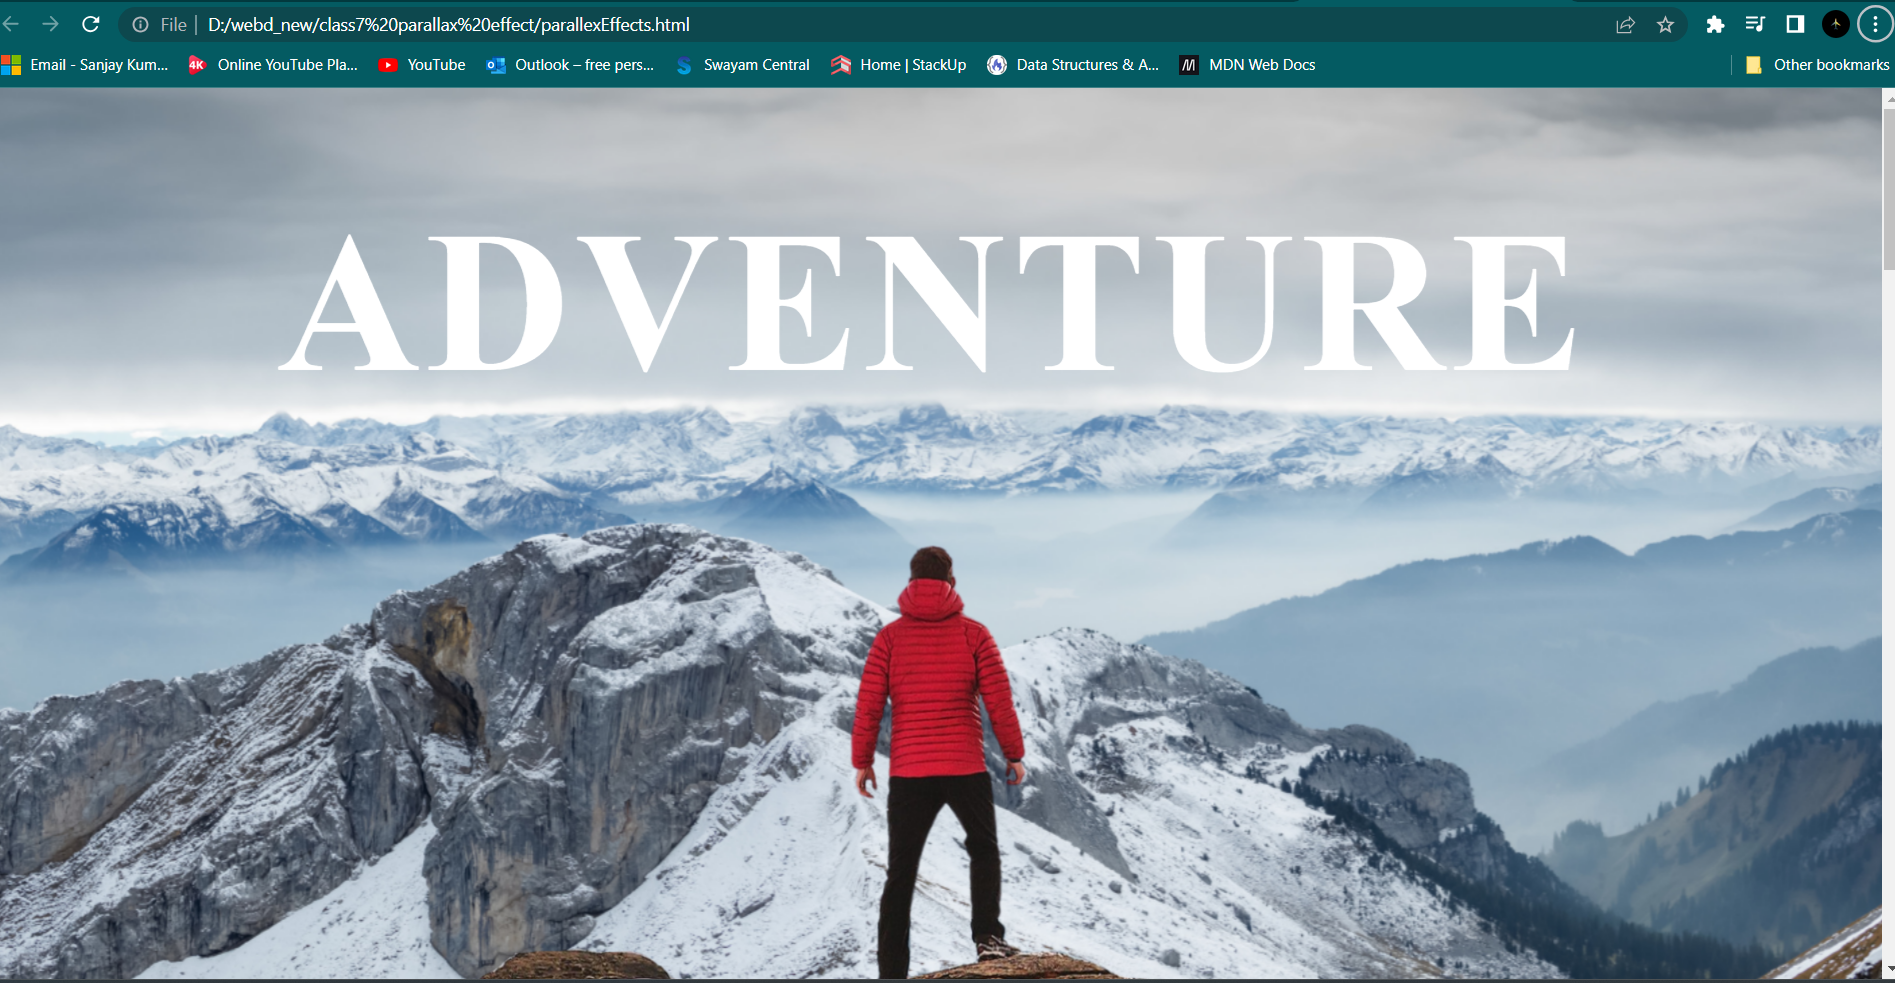 File | D:/webd_new/class7%20parallax%20effect/parallexEffects.html
Email - Sanjay Kum... 4K Online YouTube Pla... YouTube Outlook – free pers... Swayam Central Home | StackUp Data Structures & A... MDN Web Docs Other bookmarks
ADVENTURE